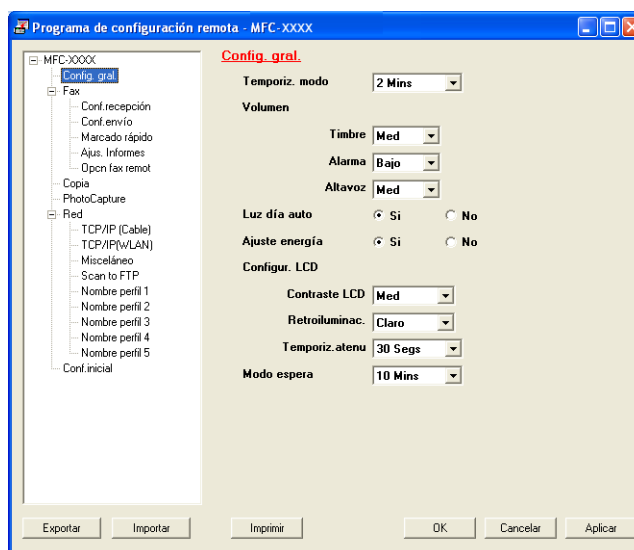 Programa de configuración remota - MFC-XXXX
MFC-XXXX
Config. gral.
Fax
Conf.recepción
Conf.envío
Marcado rápido
Ajus. Informes
Opcn fax remot
Copia
PhotoCapture
Red
TCP/IP (Cable)
TCP/IP(WLAN)
Misceláneo
Scan to FTP
Nombre perfil 1
Nombre perfil 2
Nombre perfil 3
Nombre perfil 4
Nombre perfil 5
Conf.inicial
Config. gral.
Temporiz. modo 2 Mins
Volumen
Timbre Med
Alarma Bajo
Altavoz Med
Luz día auto Si No
Ajuste energía Si No
Configur. LCD
Contraste LCD Med
Retroiluminac. Claro
Temporiz.atenu 30 Segs
Modo espera 10 Mins
Exportar Importar Imprimir OK Cancelar Aplicar